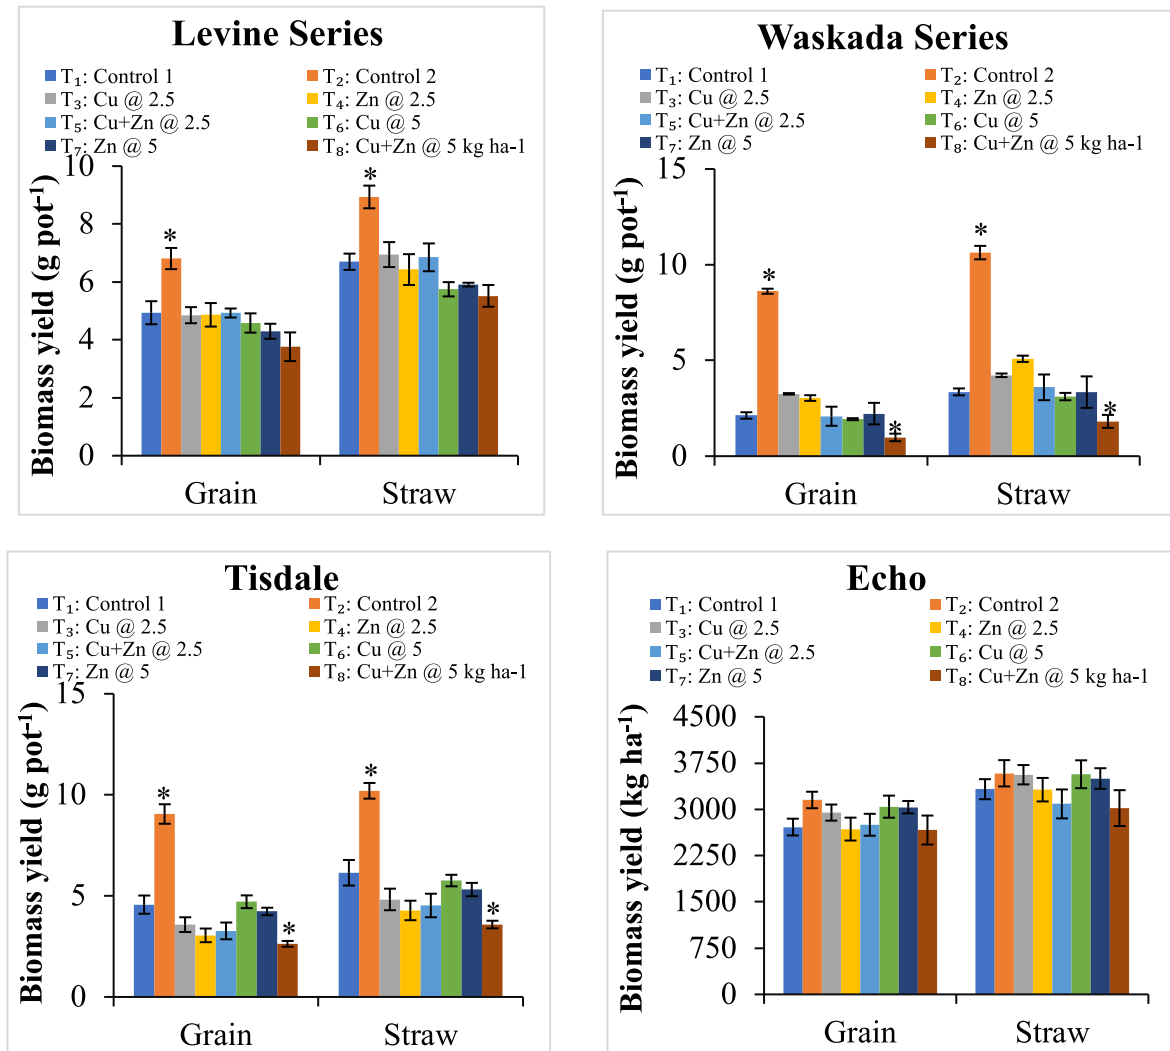 Levine Series
T₁: Control 1
T₂: Control 2
T₃: Cu @ 2.5
T₄: Zn @ 2.5
T₅: Cu+Zn @ 2.5
T₆: Cu @ 5
T₇: Zn @ 5
T₈: Cu+Zn @ 5 kg ha-1
Biomass yield (g pot⁻¹)
10
8
6
4
2
0
*
*
Grain
Straw
Waskada Series
T₁: Control 1
T₂: Control 2
T₃: Cu @ 2.5
T₄: Zn @ 2.5
T₅: Cu+Zn @ 2.5
T₆: Cu @ 5
T₇: Zn @ 5
T₈: Cu+Zn @ 5 kg ha-1
Biomass yield (g pot⁻¹)
15
10
5
0
*
*
*
*
Grain
Straw
Tisdale
T₁: Control 1
T₂: Control 2
T₃: Cu @ 2.5
T₄: Zn @ 2.5
T₅: Cu+Zn @ 2.5
T₆: Cu @ 5
T₇: Zn @ 5
T₈: Cu+Zn @ 5 kg ha-1
Biomass yield (g pot⁻¹)
15
10
5
0
*
*
*
*
Grain
Straw
Echo
T₁: Control 1
T₂: Control 2
T₃: Cu @ 2.5
T₄: Zn @ 2.5
T₅: Cu+Zn @ 2.5
T₆: Cu @ 5
T₇: Zn @ 5
T₈: Cu+Zn @ 5 kg ha-1
Biomass yield (kg ha⁻¹)
4500
3750
3000
2250
1500
750
0
Grain
Straw